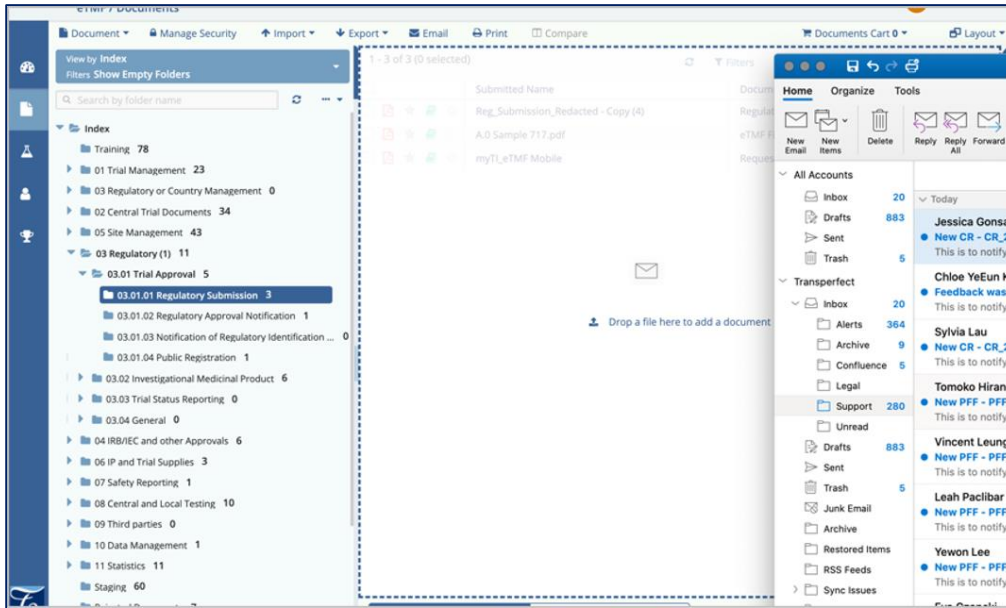 eTMF / Documents
Document
Manage Security
Import
Export
Email
Print
Compare
Documents Cart 0
Layout
View by Index
Filters Show Empty Folders
Search by folder name
Index
Training 78
01 Trial Management 23
03 Regulatory or Country Management 0
02 Central Trial Documents 34
05 Site Management 43
03 Regulatory (1) 11
03.01 Trial Approval 5
03.01.01 Regulatory Submission 3
03.01.02 Regulatory Approval Notification 1
03.01.03 Notification of Regulatory Identification ... 0
03.01.04 Public Registration 1
03.02 Investigational Medicinal Product 6
03.03 Trial Status Reporting 0
03.04 General 0
04 IRB/IEC and other Approvals 6
06 IP and Trial Supplies 3
07 Safety Reporting 1
08 Central and Local Testing 10
09 Third parties 0
10 Data Management 1
11 Statistics 11
Staging 60
1 - 3 of 3 (0 selected)
Filters
Submitted Name
Docum
Reg_Submission_Redacted - Copy (4)
Regulat
A.0 Sample 717.pdf
eTMF F
myTI_eTMF Mobile
Reques
Drop a file here to add a document
Home
Organize
Tools
New Email
New Items
Delete
Reply
Reply All
Forward
All Accounts
Inbox 20
Drafts 883
Sent
Trash 5
Transperfect
Inbox 20
Alerts 364
Archive 9
Confluence 5
Legal
Support 280
Unread
Drafts 883
Sent
Trash 5
Junk Email
Archive
Restored Items
RSS Feeds
Sync Issues
Today
Jessica Gonsa
New CR - CR_2
This is to notify
Chloe YeEun K
Feedback was
This is to notify
Sylvia Lau
New CR - CR_2
This is to notify
Tomoko Hiran
New PFF - PFF
This is to notify
Vincent Leung
New PFF - PFF
This is to notify
Leah Paclibar
New PFF - PFF
This is to notify
Yewon Lee
New PFF - PFF
This is to notify